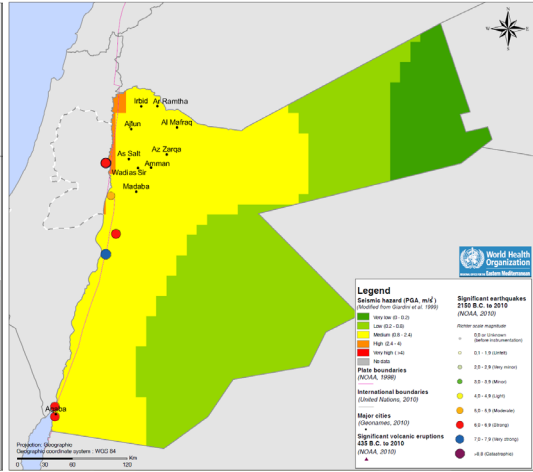 N
W
E
S
Irbid
Ar Ramtha
Ajlun
Al Mafraq
As Salt
Az Zarqa
Amman
Wadi as Sir
Madaba
Aqaba
World Health
Organization
Eastern Mediterranean
Legend
Seismic hazard (PGA, m/s²)
(Modified from Giardini et al. 1999)
Very low (0 - 0.2)
Low (0.2 - 0.8)
Medium (0.8 - 2.4)
High (2.4 - 4)
Very high ( >4)
No data
Plate boundaries
(NOAA, 1998)
International boundaries
(United Nations, 2010)
Major cities
(Geonames, 2010)
Significant volcanic eruptions
435 B.C. to 2010
(NOAA, 2010)
Significant earthquakes
2150 B.C. to 2010
(NOAA, 2010)
Richter scale magnitude
0.0 or Unknown
(before instrumentation)
0.1 - 1.9 (Unfelt)
2.0 - 2.9 (Very minor)
3.0 - 3.9 (Minor)
4.0 - 4.9 (Light)
5.0 - 5.9 (Moderate)
6.0 - 6.9 (Strong)
7.0 - 7.9 (Very strong)
>8.0 (Catastrophic)
Projection: Geographic
Geographic coordinate system : WGS 84
Km
0 30 60 120